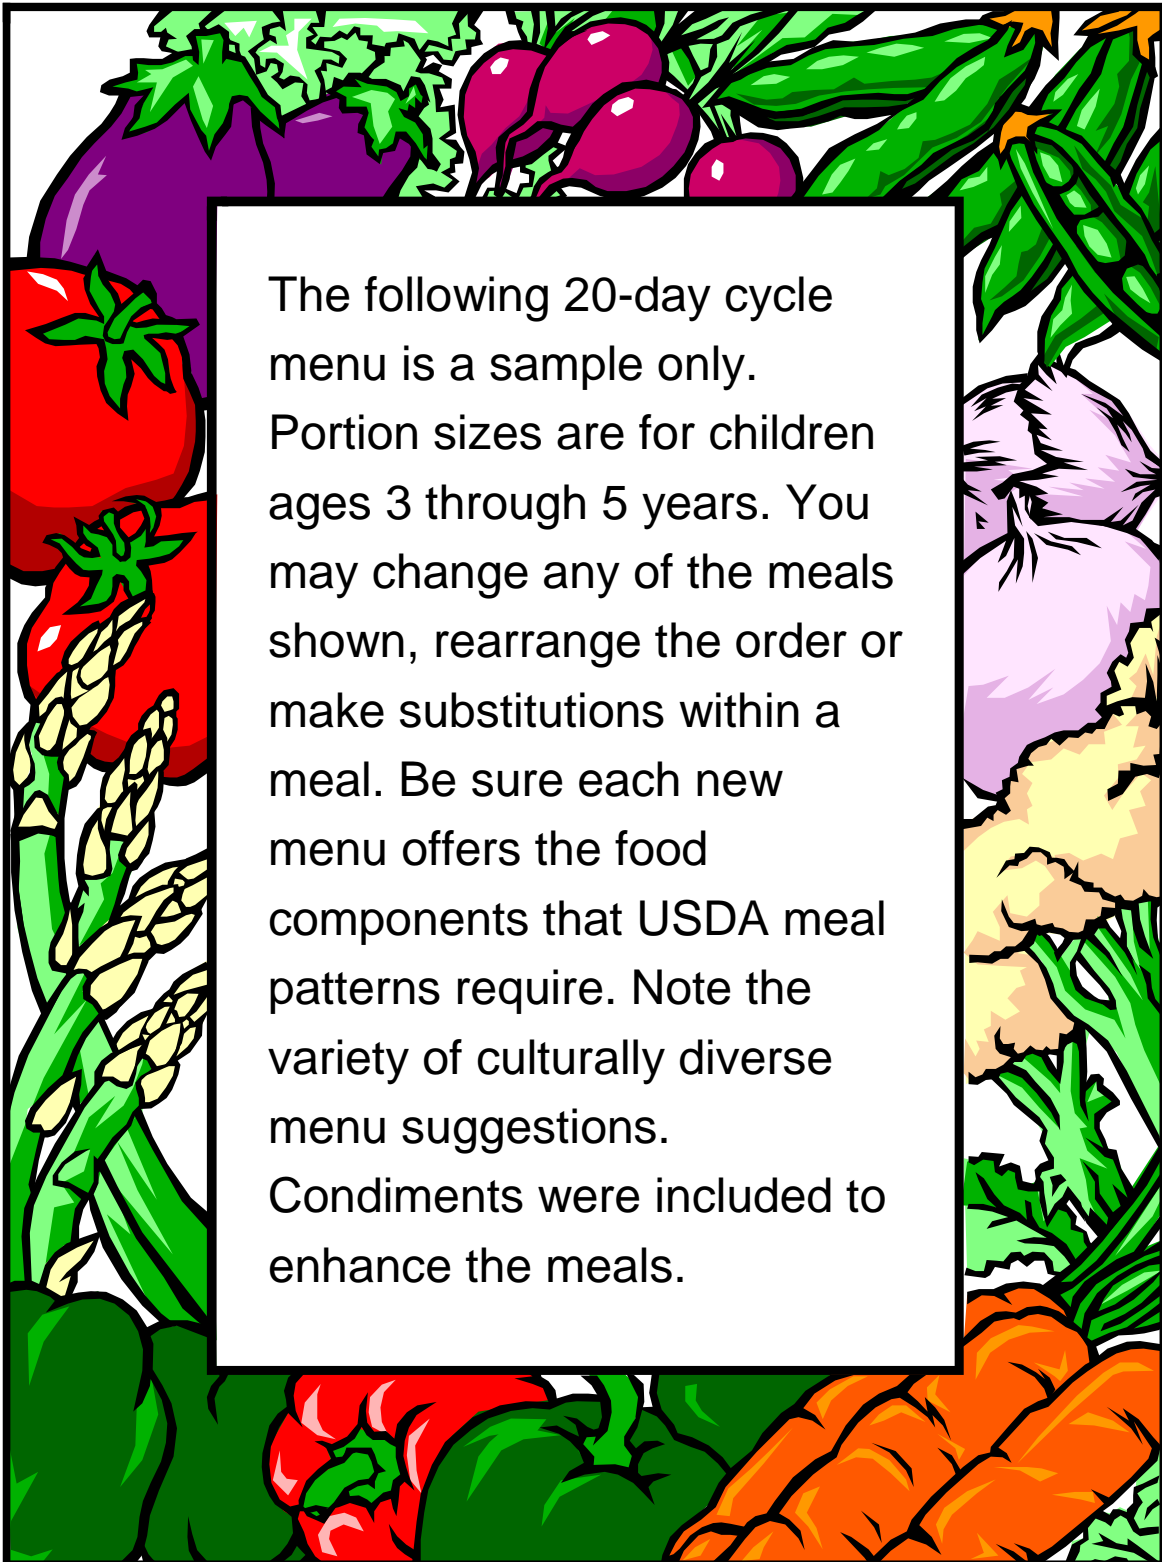 The following 20-day cycle
menu is a sample only.
Portion sizes are for children
ages 3 through 5 years. You
may change any of the meals
shown, rearrange the order or
make substitutions within a
meal. Be sure each new
menu offers the food
components that USDA meal
patterns require. Note the
variety of culturally diverse
menu suggestions.
Condiments were included to
enhance the meals.